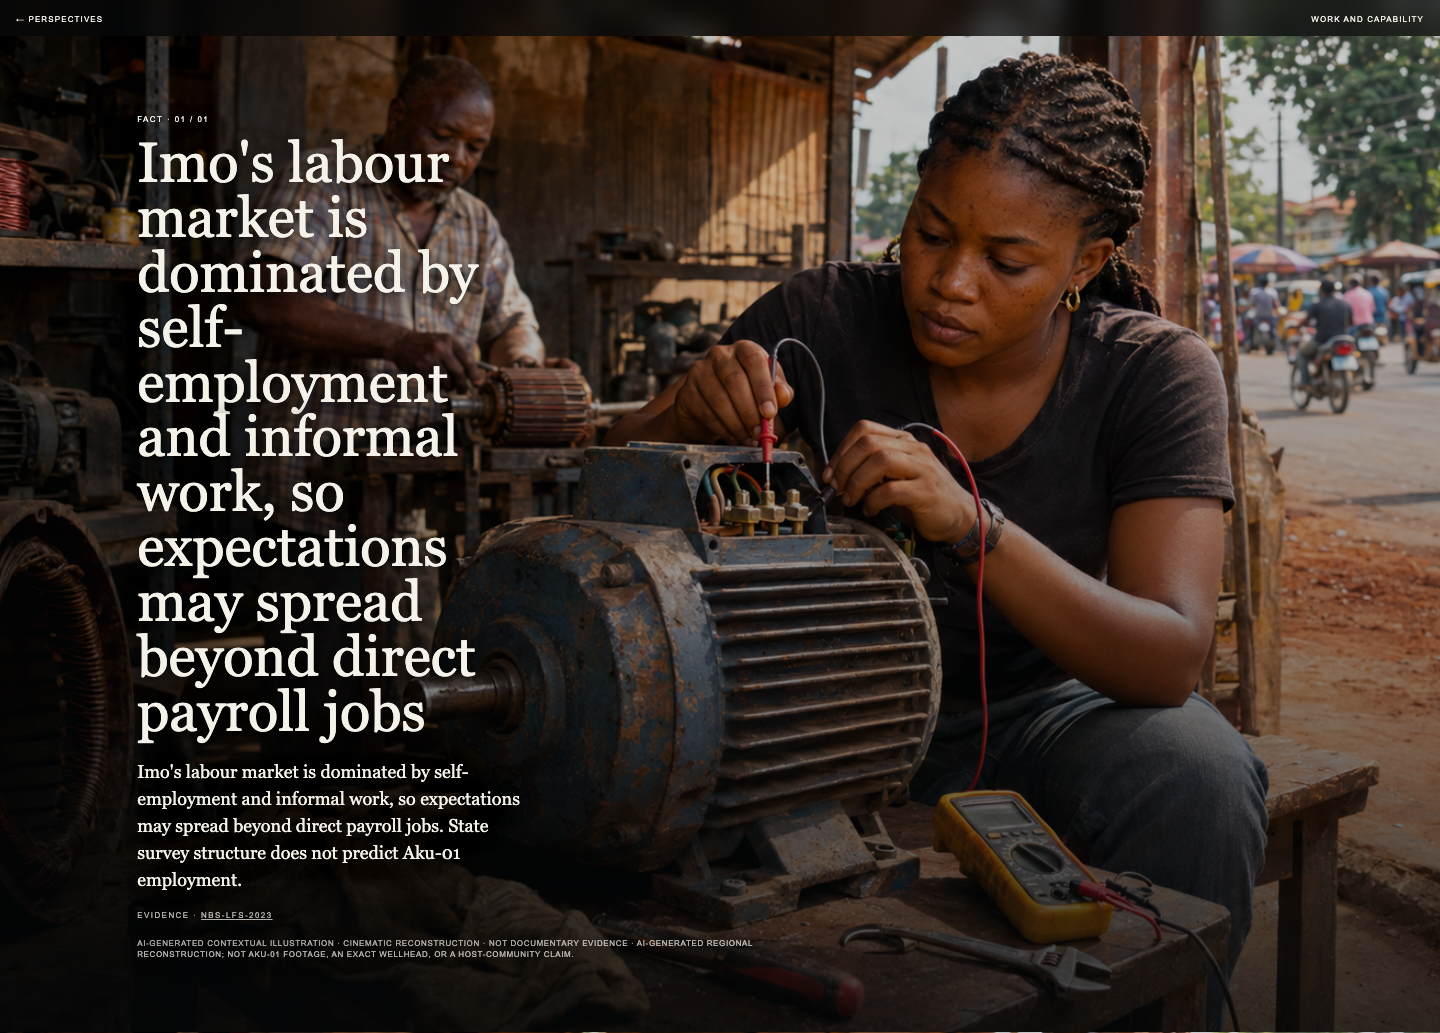 ← PERSPECTIVES
WORK AND CAPABILITY
FACT · 01 / 01
Imo's labour
market is
dominated by
self-
employment
and informal
work, so
expectations
may spread
beyond direct
payroll jobs
Imo's labour market is dominated by self-
employment and informal work, so expectations
may spread beyond direct payroll jobs. State
survey structure does not predict Aku-01
employment.
EVIDENCE · NBS-LFS-2023
AI-GENERATED CONTEXTUAL ILLUSTRATION · CINEMATIC RECONSTRUCTION · NOT DOCUMENTARY EVIDENCE · AI-GENERATED REGIONAL
RECONSTRUCTION; NOT AKU-01 FOOTAGE, AN EXACT WELLHEAD, OR A HOST-COMMUNITY CLAIM.